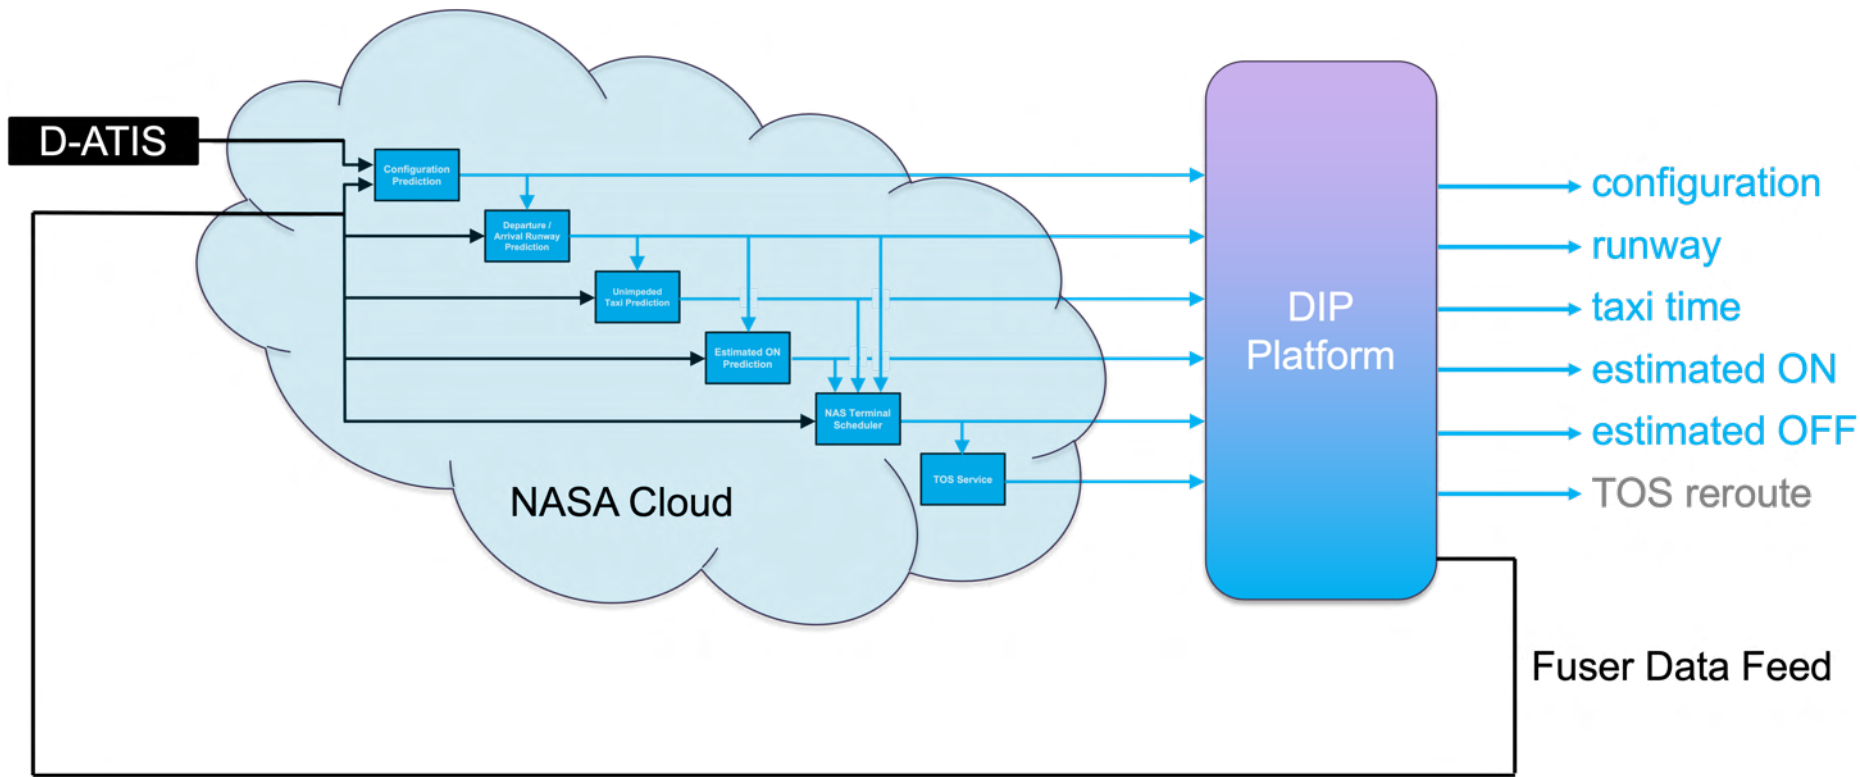 D-ATIS
Configuration
Prediction
Departure /
Arrival Runway
Prediction
Unimpeded
Taxi Prediction
Estimated ON
Prediction
NAS Terminal
Scheduler
TOS Service
NASA Cloud
DIP
Platform
configuration
runway
taxi time
estimated ON
estimated OFF
TOS reroute
Fuser Data Feed